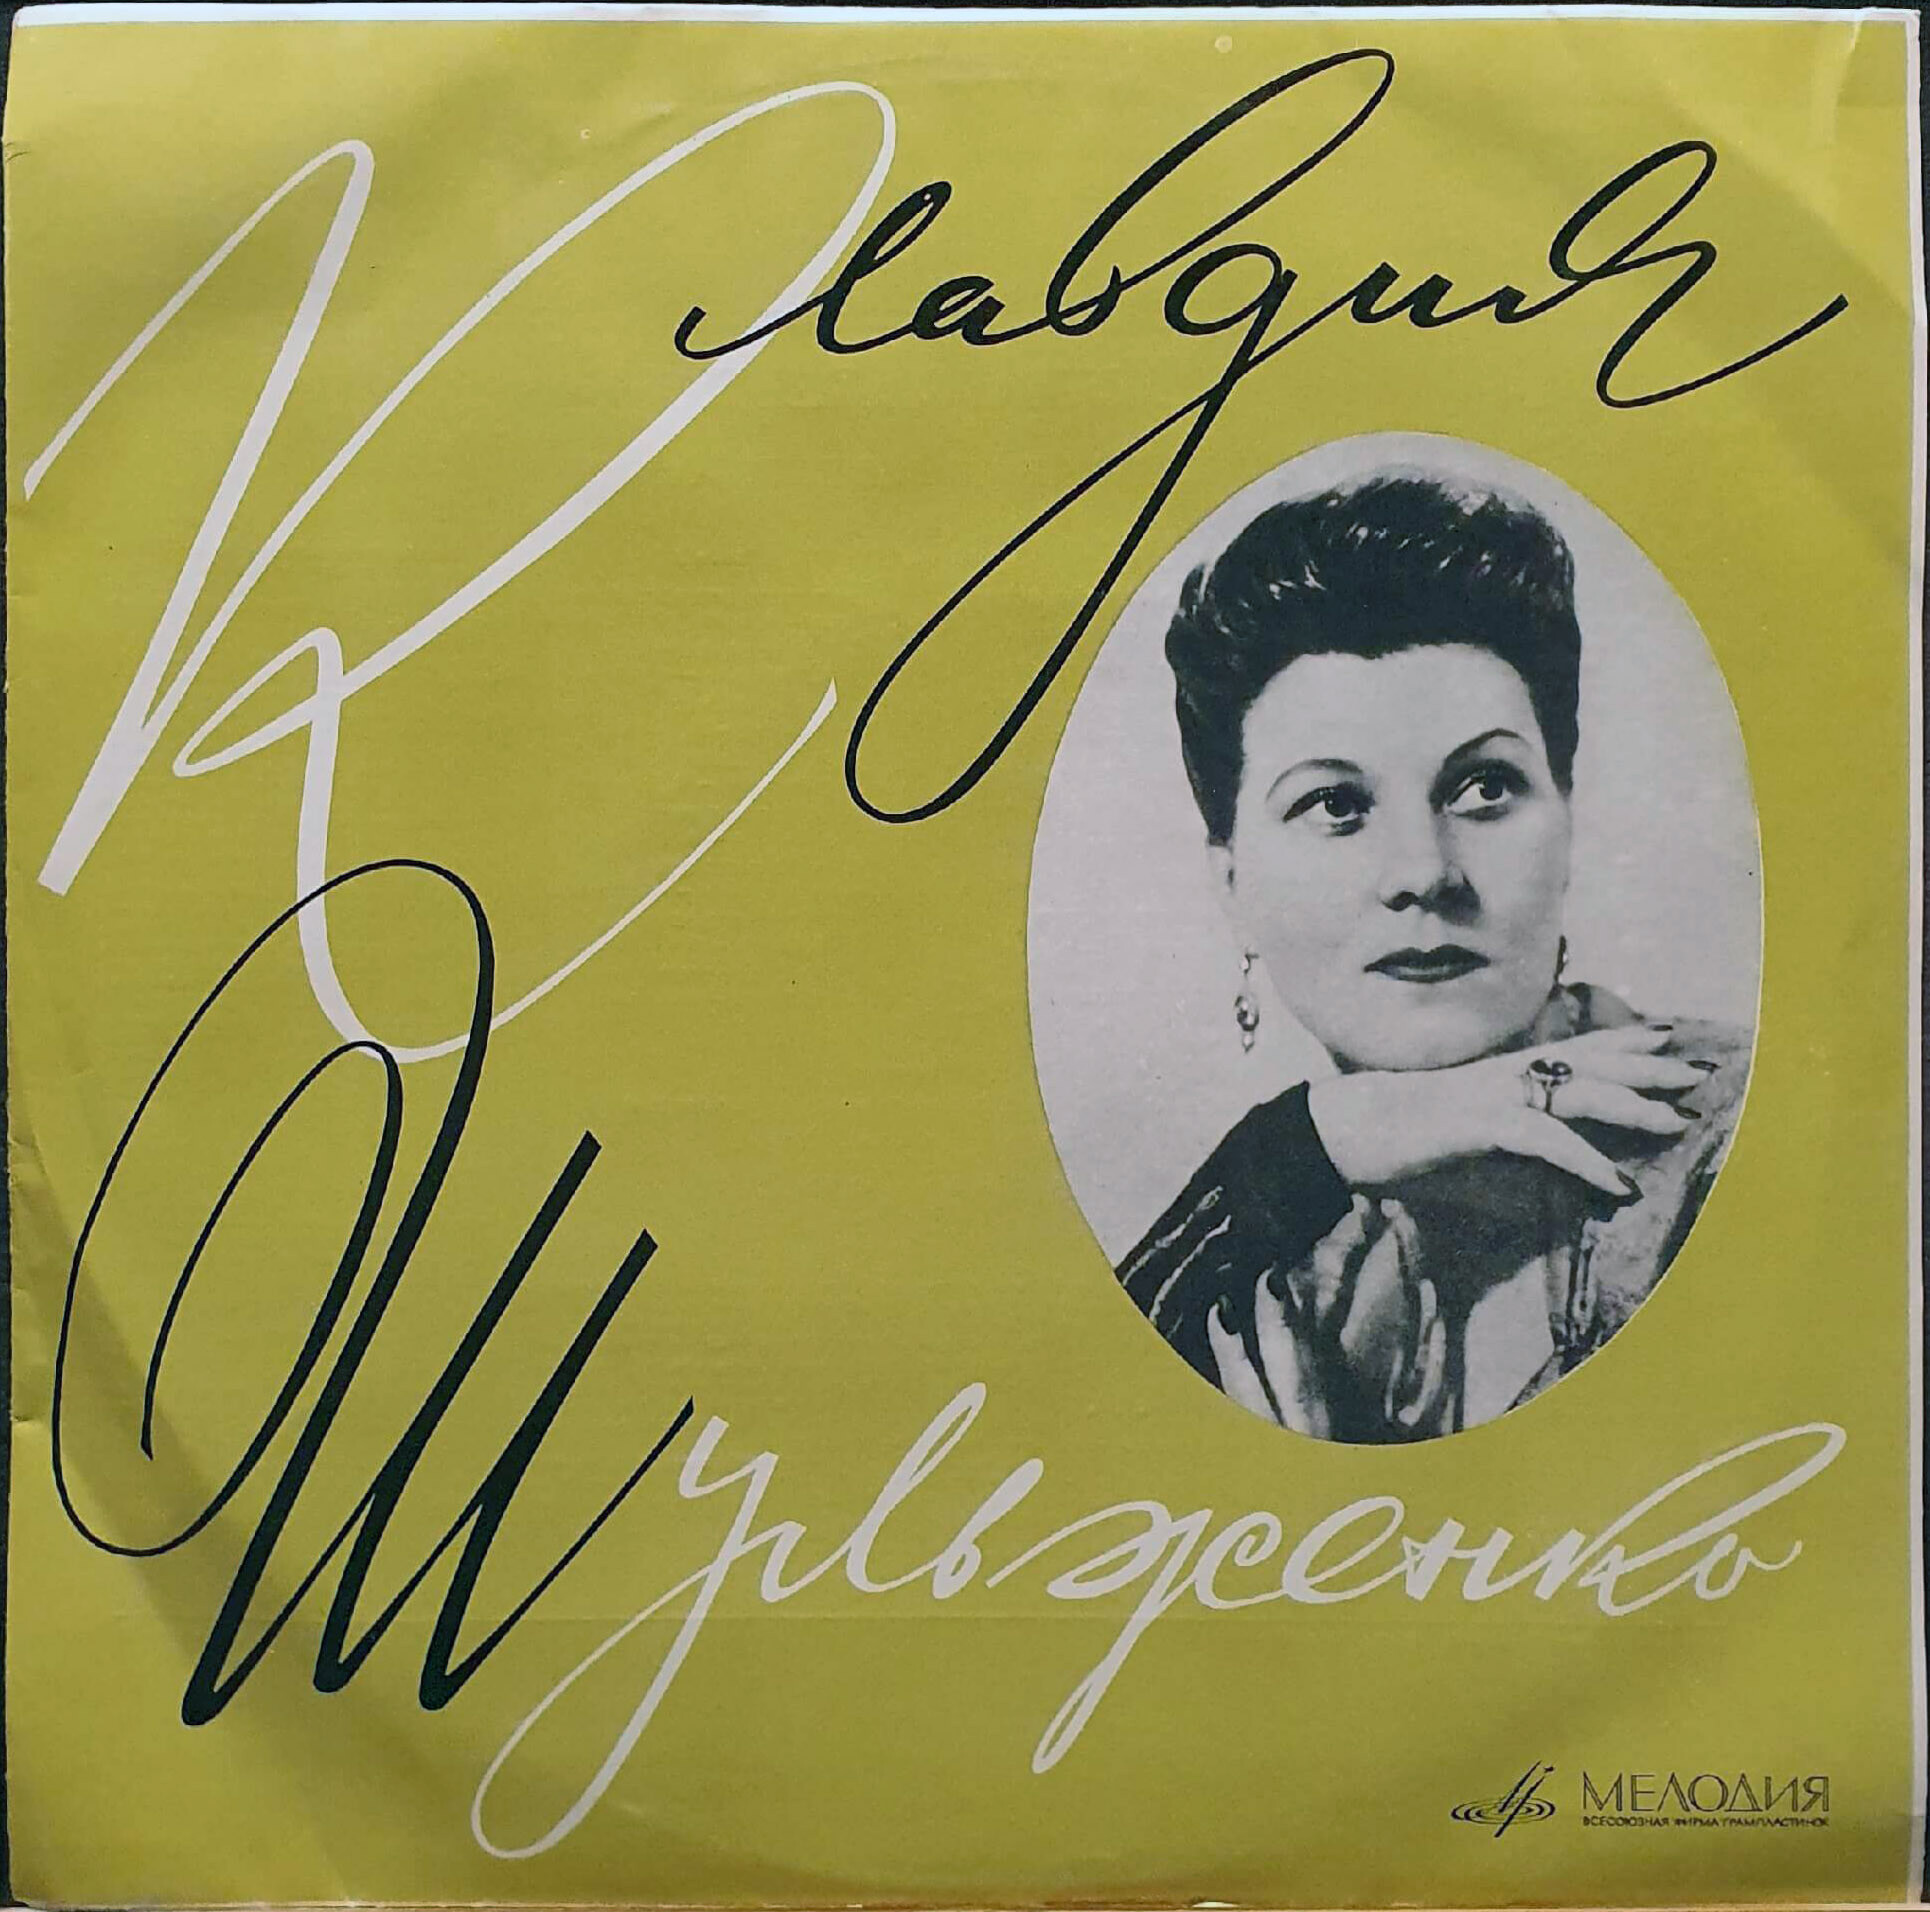 Клавдия
Шульженко
МЕЛОДИЯ
ВСЕСОЮЗНАЯ ФИРМА ГРАМПЛАСТИНОК